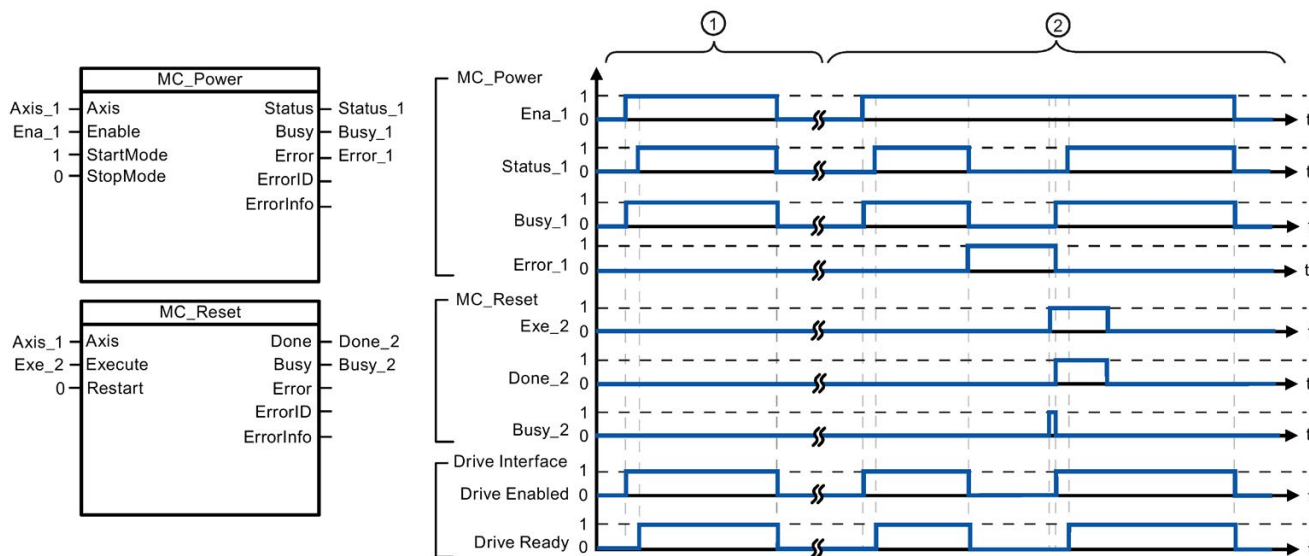 ① ②
MC_Power
Axis_1 Axis Status Status_1
Ena_1 Enable Busy Busy_1
1 StartMode Error Error_1
0 StopMode ErrorID
ErrorInfo
MC_Reset
Axis_1 Axis Done Done_2
Exe_2 Execute Busy Busy_2
0 Restart Error
ErrorID
ErrorInfo
MC_Power
1
Ena_1 0 t
1
Status_1 0 t
1
Busy_1 0 t
1
Error_1 0 t
MC_Reset
1
Exe_2 0 t
1
Done_2 0 t
1
Busy_2 0 t
Drive Interface
1
Drive Enabled 0 t
1
Drive Ready 0 t